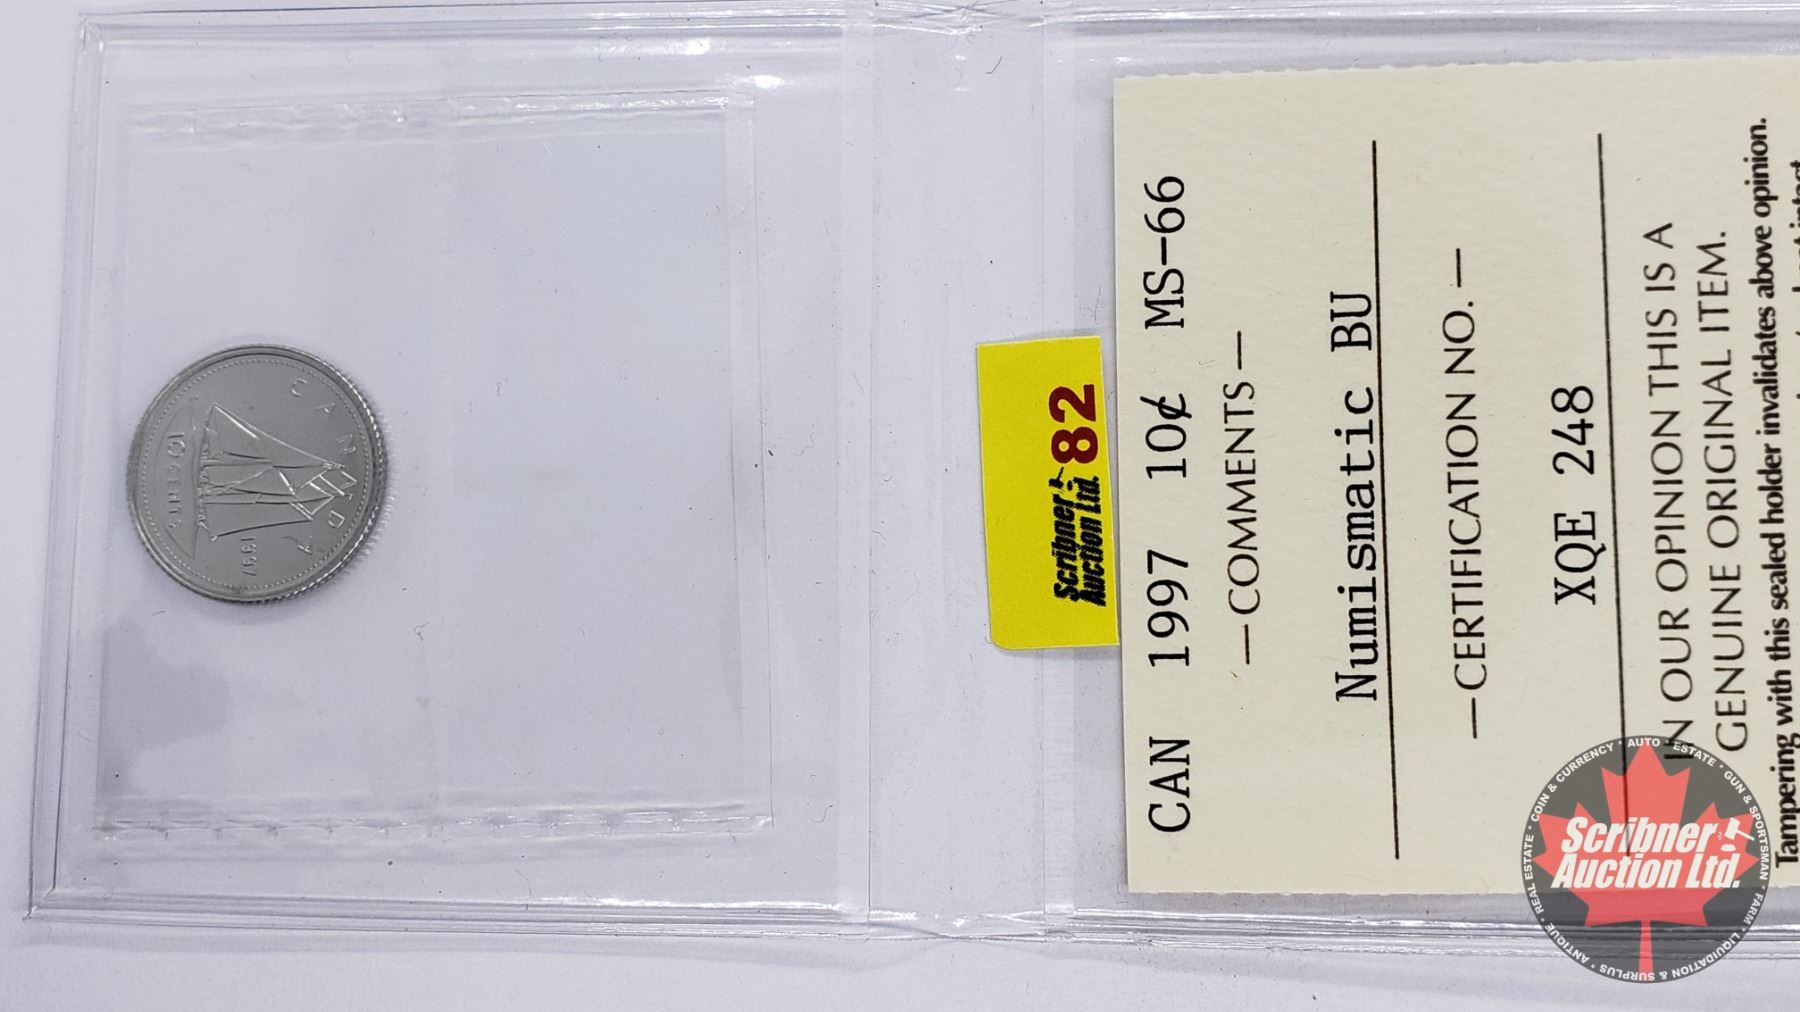 CANADA
10 CENTS
1997
Scribner
Auction Ltd.
82
CAN 1997 10¢ MS-66
—COMMENTS—
Numismatic BU
—CERTIFICATION NO.—
XQE 248
IN OUR OPINION THIS IS A
GENUINE ORIGINAL ITEM.
Tampering with this sealed holder invalidates above opinion.
Scribner
Auction Ltd.
ANTIQUE • REAL ESTATE • COIN & CURRENCY • AUTO • ESTATE • GUN & SPORTSMAN • FARM • LIQUIDATION & SURPLUS •